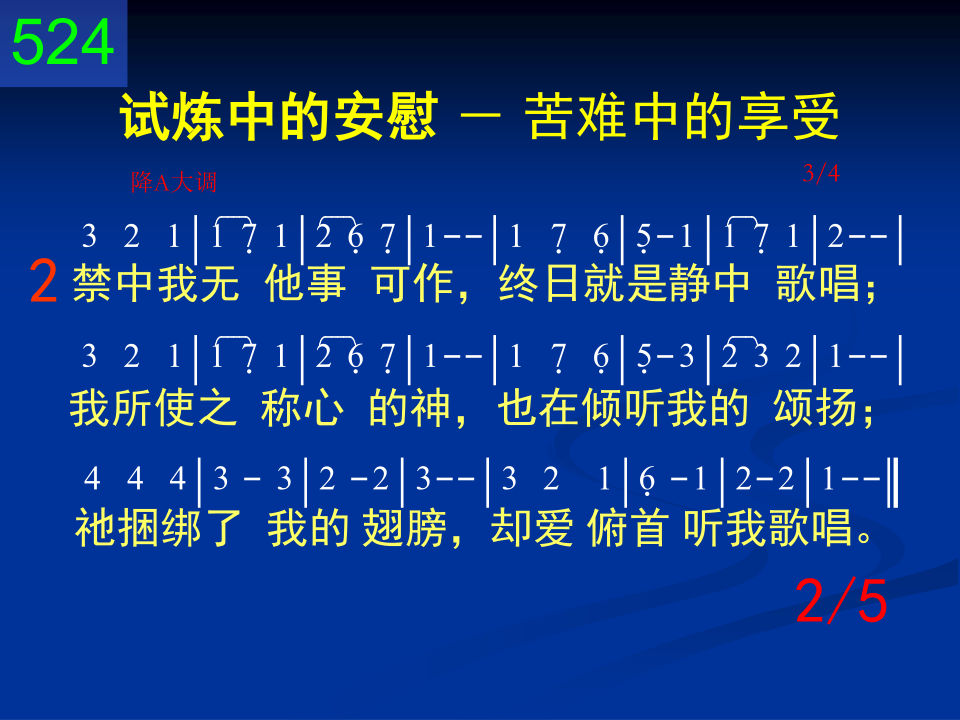 524
试炼中的安慰 － 苦难中的享受
降A大调 3/4
3 2 1|1 7̣ 1|2 6̣ 7̣|1--|1 7̣ 6̣|5̣-1|1 7̣ 1|2--|
2 禁中我无 他事 可作，终日就是静中 歌唱；
3 2 1|1 7̣ 1|2 6̣ 7̣|1--|1 7̣ 6̣|5̣-3|2 3 2|1--|
我所使之 称心 的神，也在倾听我的 颂扬；
4 4 4|3 - 3|2 -2|3--|3 2 1|6̣ -1|2-2|1--‖
祂捆绑了 我的 翅膀，却爱 俯首 听我歌唱。
2/5